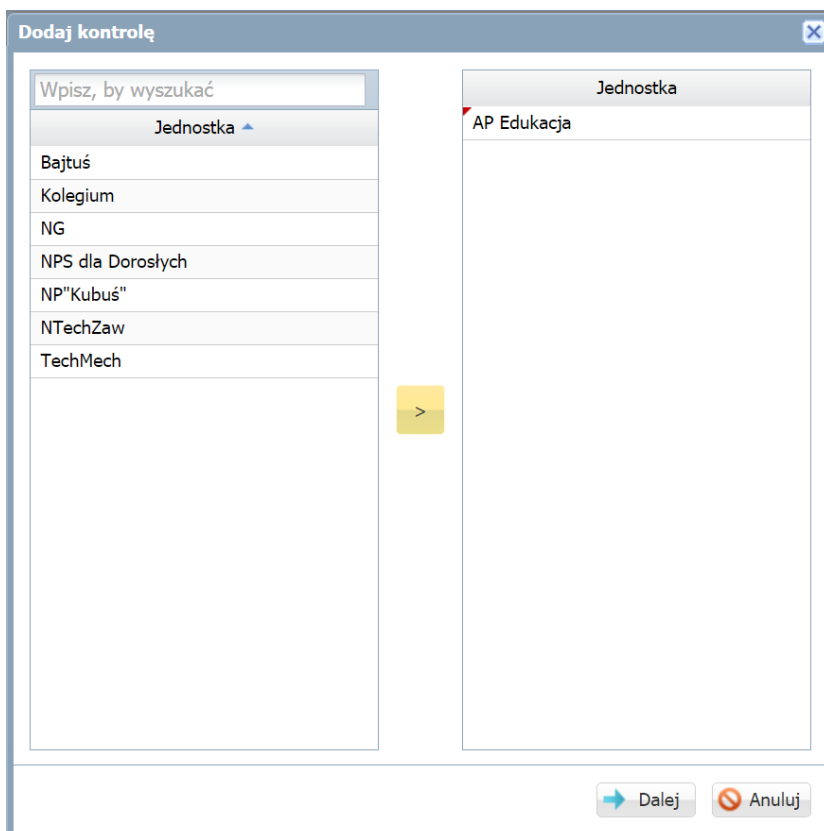 Dodaj kontrolę
Wpisz, by wyszukać
Jednostka
Bajtuś
Kolegium
NG
NPS dla Dorosłych
NP"Kubuś"
NTechZaw
TechMech
>
Jednostka
AP Edukacja
Dalej
Anuluj